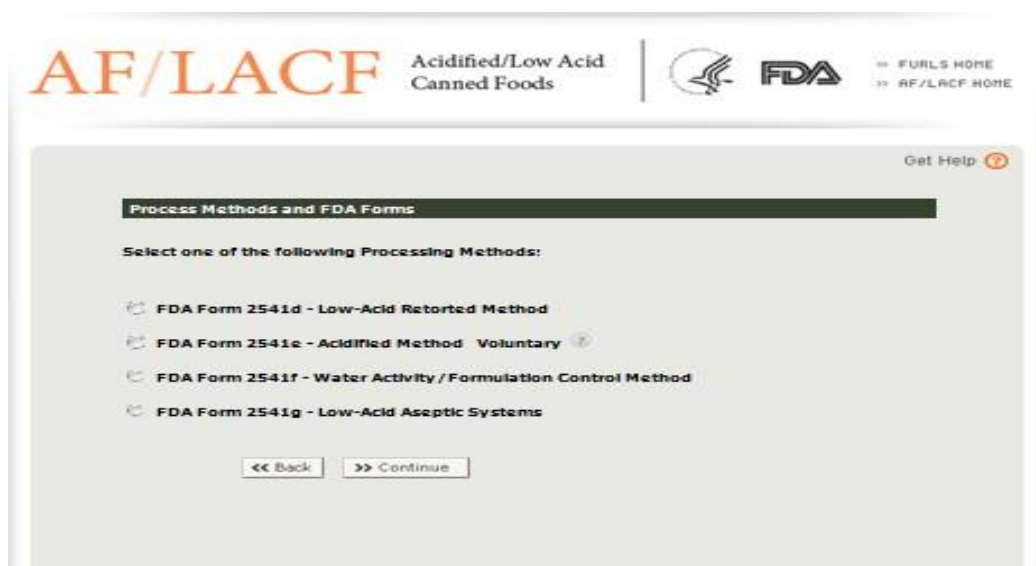 AF/LACF
Acidified/Low Acid
Canned Foods
FDA
>> FURLS HOME
>> AF/LACF HOME
Get Help ?
Process Methods and FDA Forms
Select one of the following Processing Methods:
FDA Form 2541d - Low-Acid Retorted Method
FDA Form 2541e - Acidified Method Voluntary ?
FDA Form 2541f - Water Activity/Formulation Control Method
FDA Form 2541g - Low-Acid Aseptic Systems
<< Back >> Continue